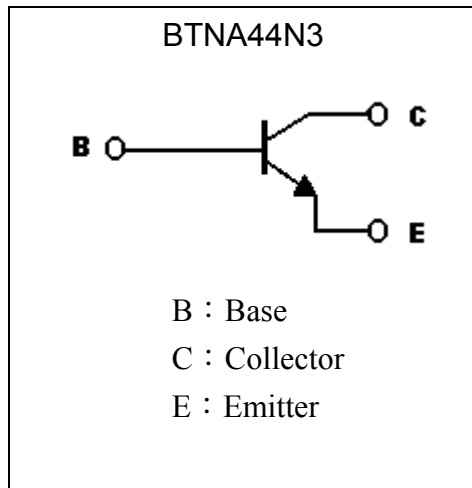 BTNA44N3
C
B
E
B：Base
C：Collector
E：Emitter